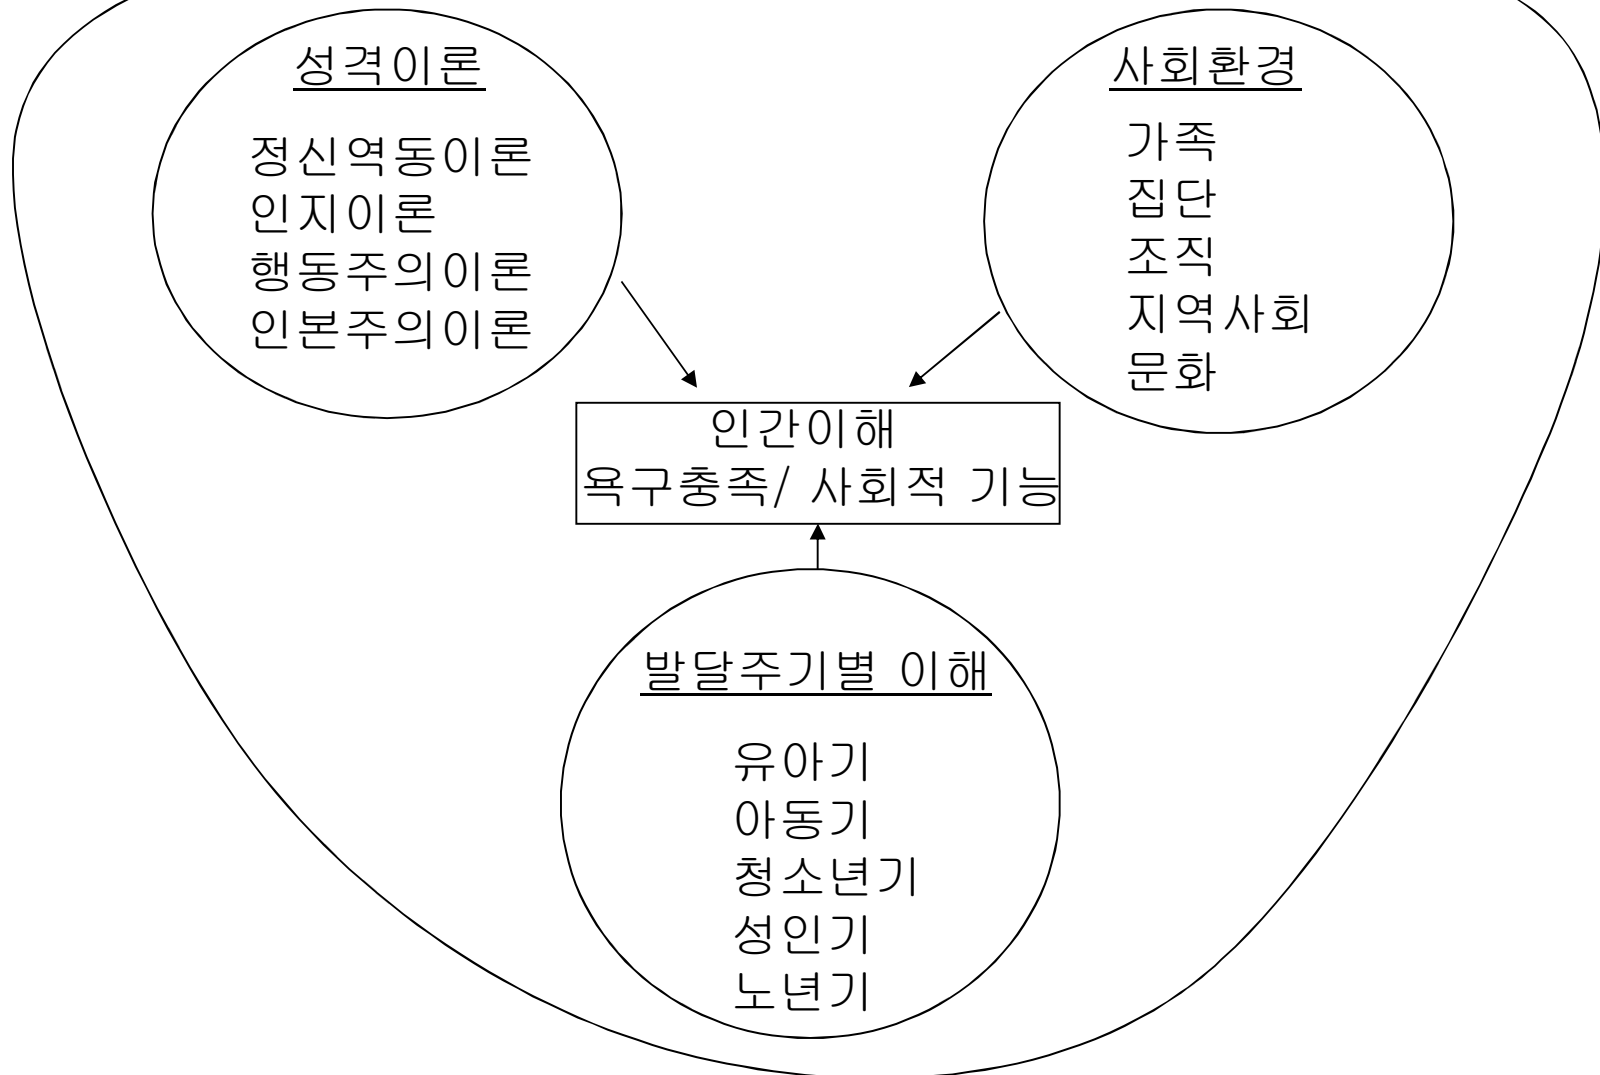 성격이론
정신역동이론
인지이론
행동주의이론
인본주의이론
사회환경
가족
집단
조직
지역사회
문화
인간이해
욕구충족/ 사회적 기능
발달주기별 이해
유아기
아동기
청소년기
성인기
노년기